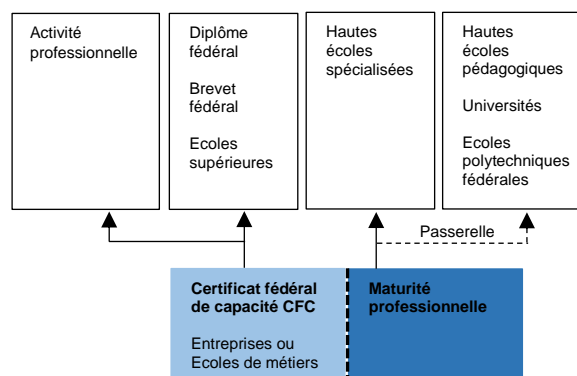 Activité
professionnelle
Diplôme
fédéral
Brevet
fédéral
Ecoles
supérieures
Hautes
écoles
spécialisées
Hautes
écoles
pédagogiques
Universités
Ecoles
polytechniques
fédérales
Passerelle
Certificat fédéral
de capacité CFC
Entreprises ou
Ecoles de métiers
Maturité
professionnelle